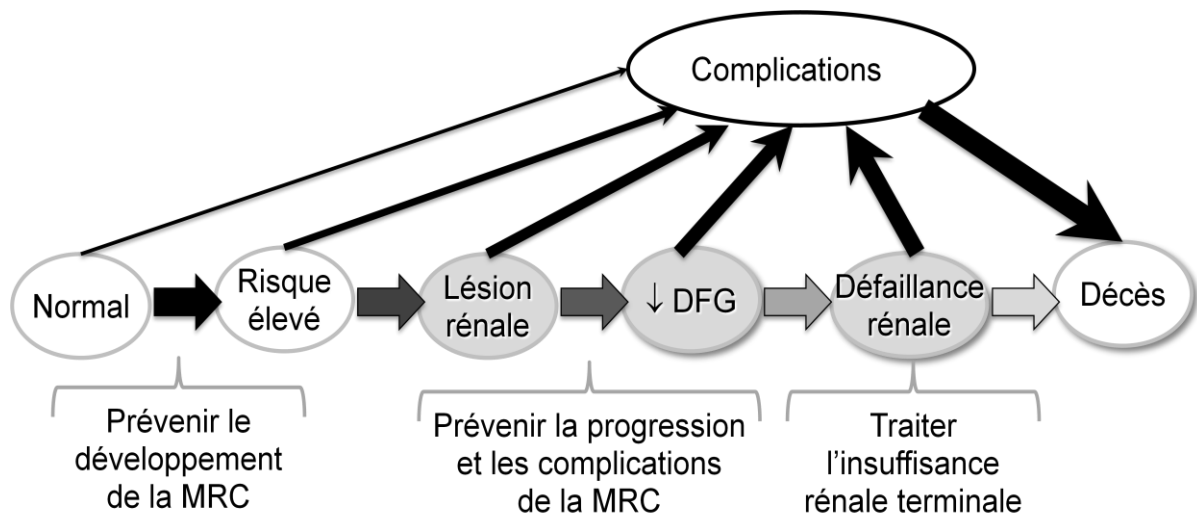 Complications
Normal
Risque
élevé
Lésion
rénale
↓ DFG
Défaillance
rénale
Décès
Prévenir le
développement
de la MRC
Prévenir la progression
et les complications
de la MRC
Traiter
l’insuffisance
rénale terminale